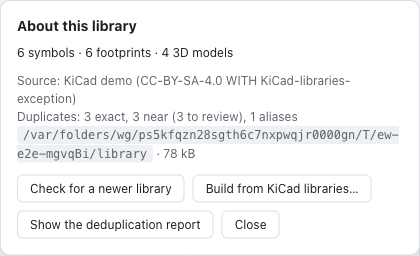 About this library
6 symbols · 6 footprints · 4 3D models
Source: KiCad demo (CC-BY-SA-4.0 WITH KiCad-libraries-
exception)
Duplicates: 3 exact, 3 near (3 to review), 1 aliases
/var/folders/wg/ps5kfqzn28sgth6c7nxpwqjr0000gn/T/ew-
e2e-mgvqBi/library · 78 kB
Check for a newer library
Build from KiCad libraries…
Show the deduplication report
Close